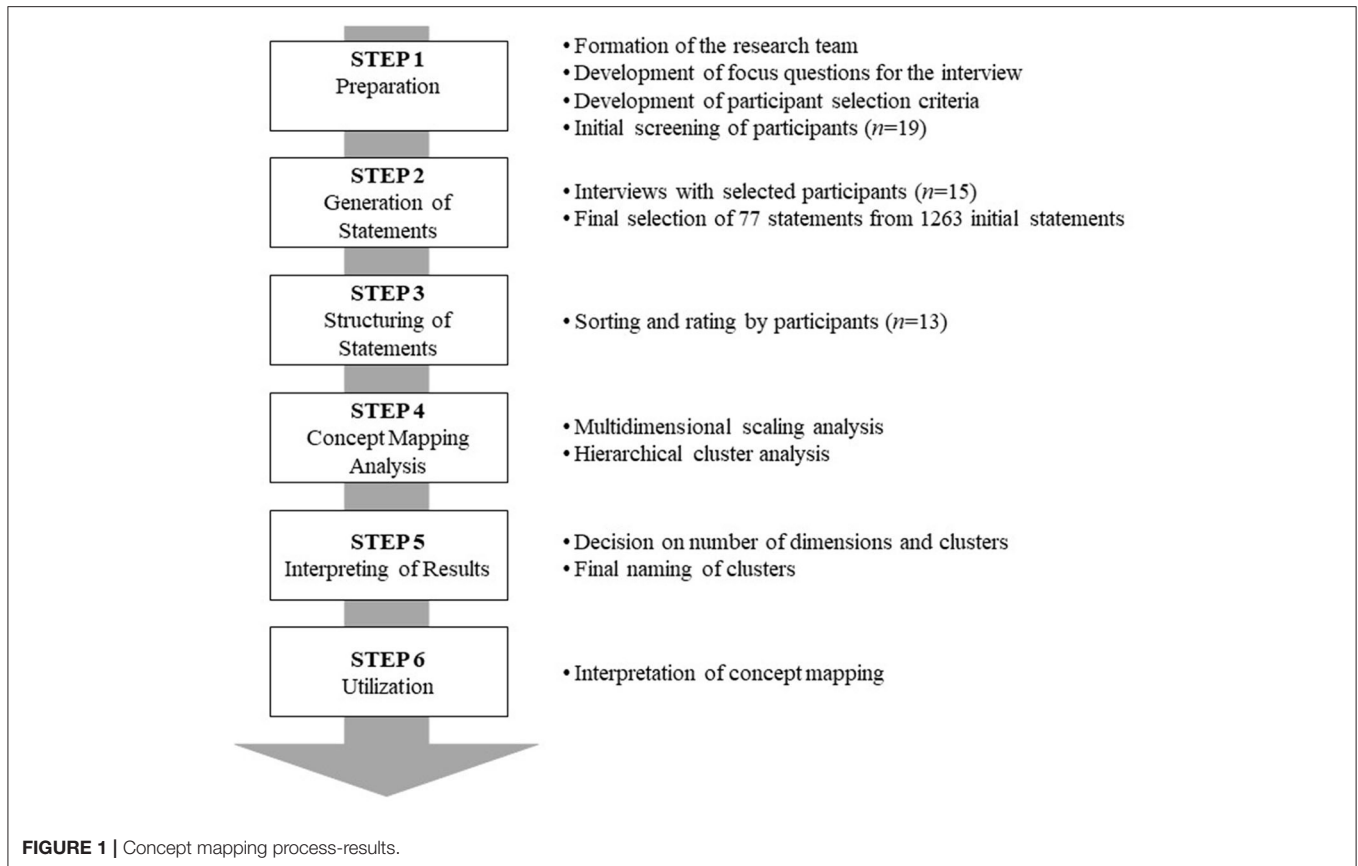 STEP 1
Preparation
• Formation of the research team
• Development of focus questions for the interview
• Development of participant selection criteria
• Initial screening of participants (n=19)
STEP 2
Generation of
Statements
• Interviews with selected participants (n=15)
• Final selection of 77 statements from 1263 initial statements
STEP 3
Structuring of
Statements
• Sorting and rating by participants (n=13)
STEP 4
Concept Mapping
Analysis
• Multidimensional scaling analysis
• Hierarchical cluster analysis
STEP 5
Interpreting of Results
• Decision on number of dimensions and clusters
• Final naming of clusters
STEP 6
Utilization
• Interpretation of concept mapping
FIGURE 1 | Concept mapping process-results.